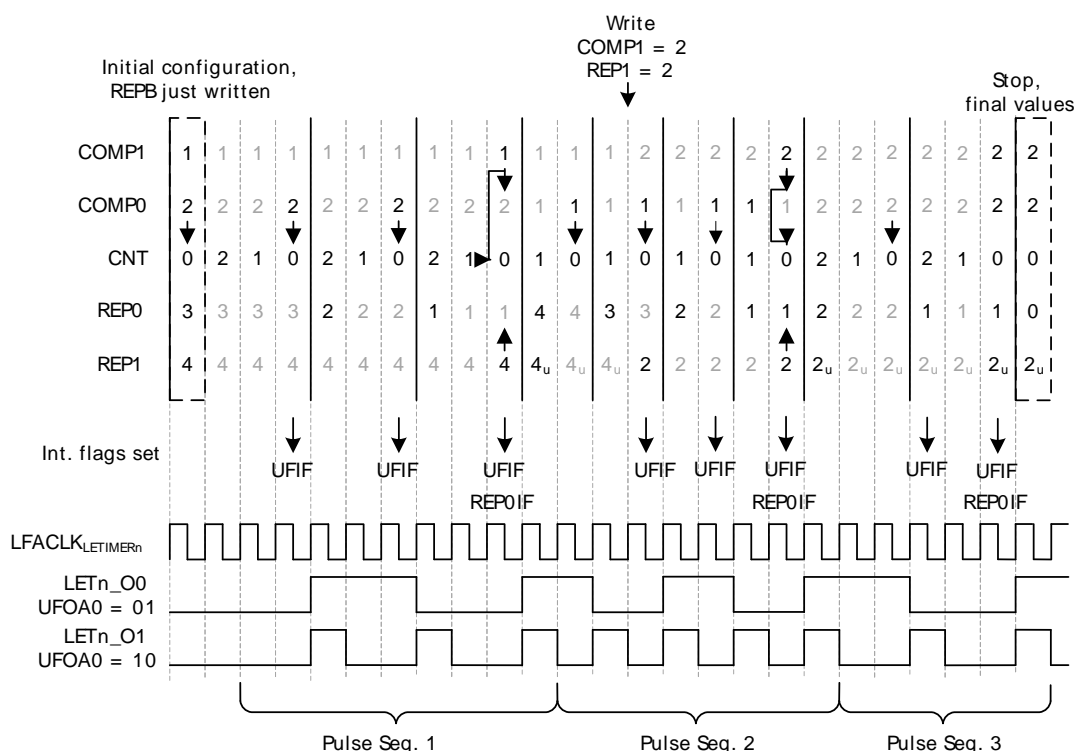 Write
COMP1 = 2
REP1 = 2
Initial configuration,
REPB just written
Stop,
final values
COMP1 1 1 1 1 1 1 1 1 1 1 1 1 1 2 2 2 2 2 2 2 2 2 2 2 2
COMP0 2 2 2 2 2 2 2 2 2 2 1 1 1 1 1 1 1 1 2 2 2 2 2 2 2
CNT 0 2 1 0 2 1 0 2 1 0 1 0 1 0 1 0 1 0 2 1 0 2 1 0 0
REP0 3 3 3 3 2 2 2 1 1 1 4 4 3 3 2 2 1 1 2 2 2 1 1 1 0
REP1 4 4 4 4 4 4 4 4 4 4 4u 4u 4u 2 2 2 2 2 2u 2u 2u 2u 2u 2u 2u
Int. flags set
UFIF UFIF UFIF UFIF UFIF UFIF UFIF UFIF
REP0IF REP0IF REP0IF
LFACLKLETIMERn
LETn_O0
UFOA0 = 01
LETn_O1
UFOA0 = 10
Pulse Seq. 1 Pulse Seq. 2 Pulse Seq. 3